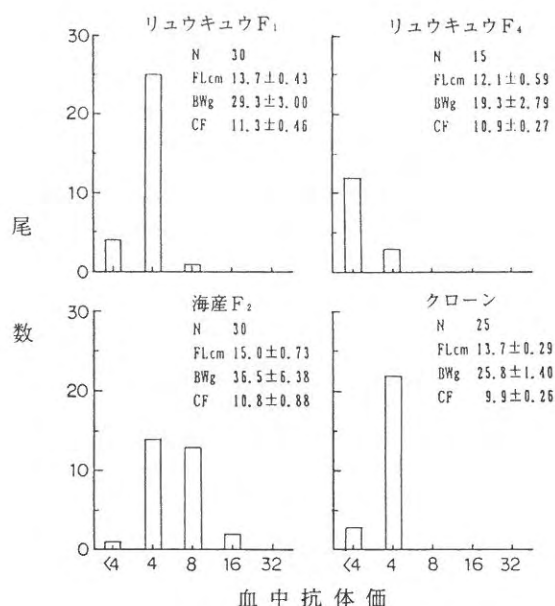 リュウキュウF₁
N 30
FLcm 13.7±0.43
BWg 29.3±3.00
CF 11.3±0.46
30
20
10
0
リュウキュウF₄
N 15
FLcm 12.1±0.59
BWg 19.3±2.79
CF 10.9±0.27
尾
数
海産F₂
N 30
FLcm 15.0±0.73
BWg 36.5±6.38
CF 10.8±0.88
30
20
10
0
<4 4 8 16 32
クローン
N 25
FLcm 13.7±0.29
BWg 25.8±1.40
CF 9.9±0.26
<4 4 8 16 32
血中抗体価